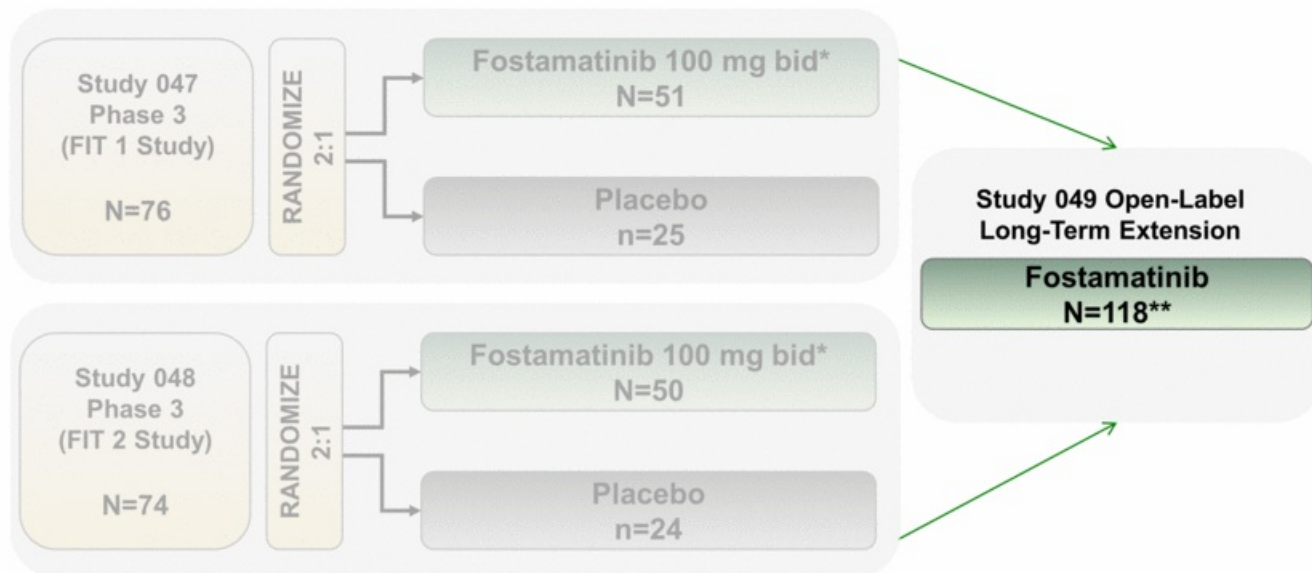 Study 047
Phase 3
(FIT 1 Study)
N=76
RANDOMIZE
2:1
Fostamatinib 100 mg bid*
N=51
Placebo
n=25
Study 048
Phase 3
(FIT 2 Study)
N=74
RANDOMIZE
2:1
Fostamatinib 100 mg bid*
N=50
Placebo
n=24
Study 049 Open-Label
Long-Term Extension
Fostamatinib
N=118**